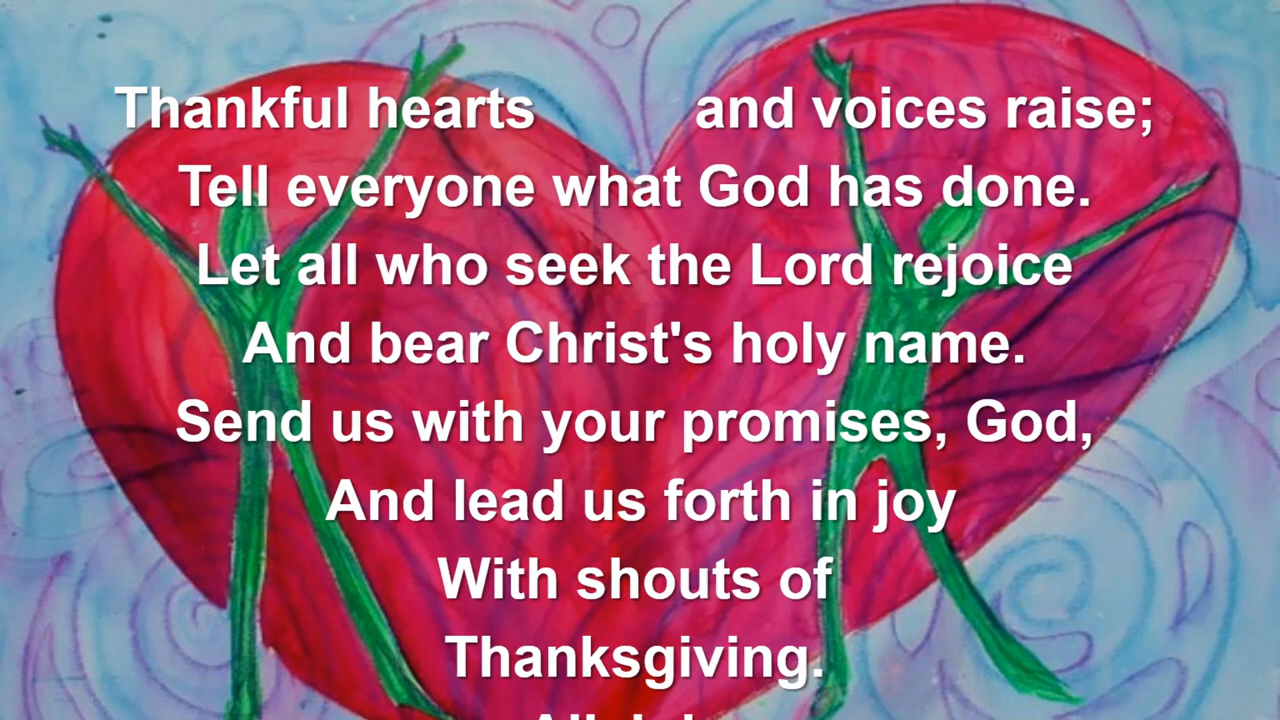 Thankful hearts and voices raise;
Tell everyone what God has done.
Let all who seek the Lord rejoice
And bear Christ's holy name.
Send us with your promises, God,
And lead us forth in joy
With shouts of
Thanksgiving.